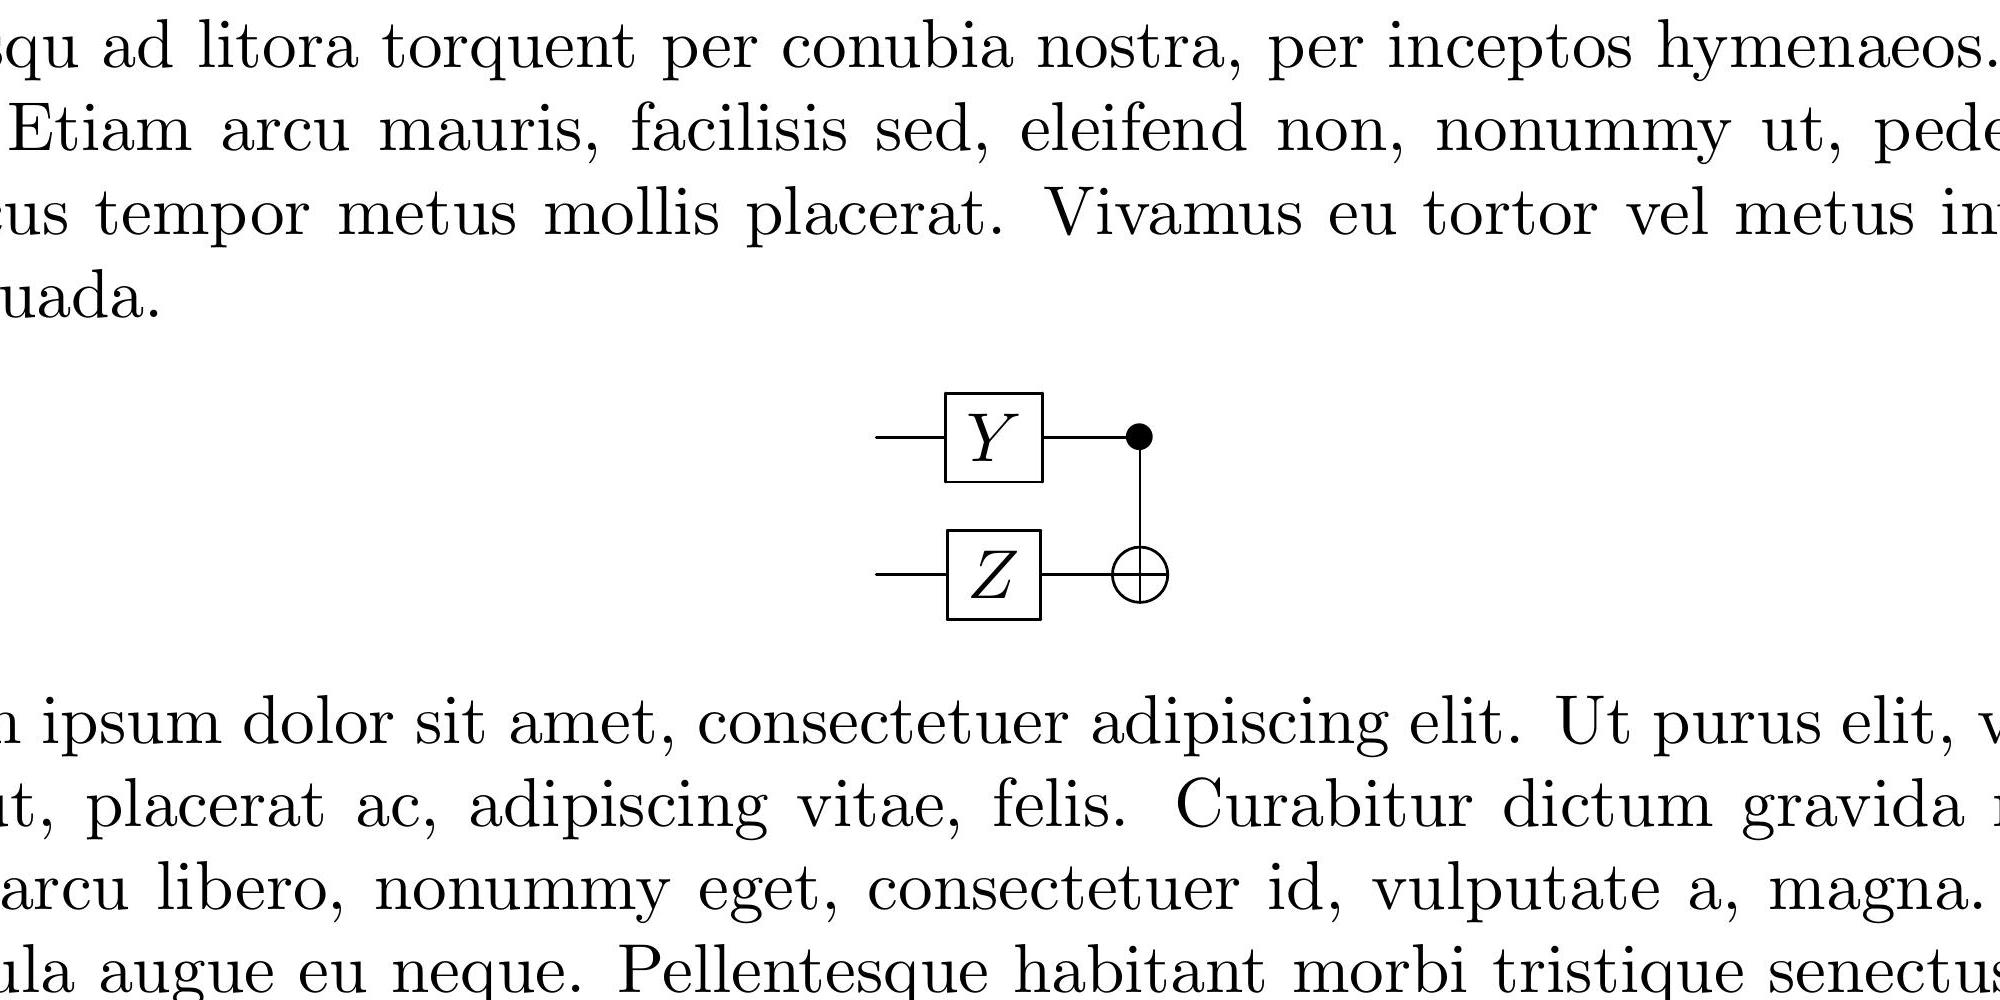 squ ad litora torquent per conubia nostra, per inceptos hymenaeos.
Etiam arcu mauris, facilisis sed, eleifend non, nonummy ut, pede
cus tempor metus mollis placerat. Vivamus eu tortor vel metus in
uada.
Y
Z
ipsum dolor sit amet, consectetuer adipiscing elit. Ut purus elit, v
ut, placerat ac, adipiscing vitae, felis. Curabitur dictum gravida
arcu libero, nonummy eget, consectetuer id, vulputate a, magna.
ula augue eu neque. Pellentesque habitant morbi tristique senectus